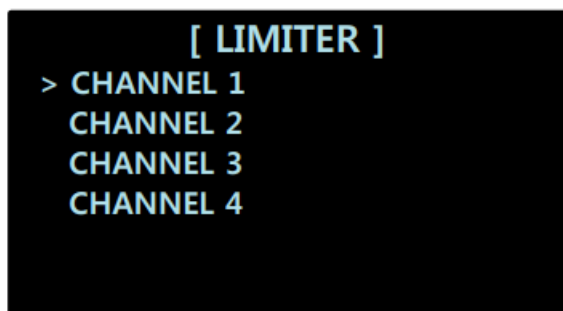 [ LIMITER ]
> CHANNEL 1
CHANNEL 2
CHANNEL 3
CHANNEL 4